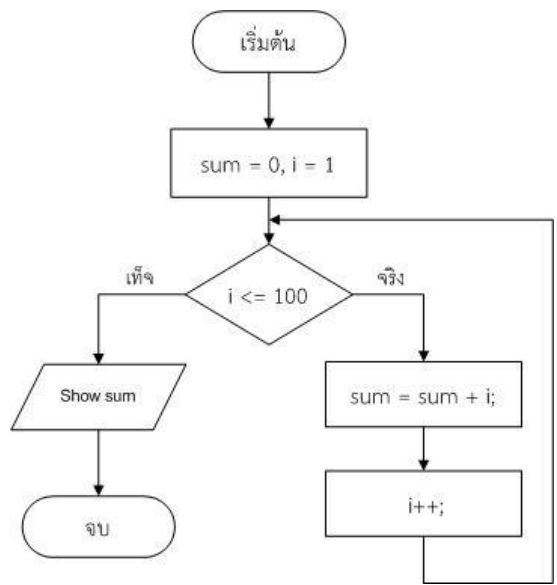 เริ่มต้น
sum = 0, i = 1
เท็จ
i <= 100
จริง
Show sum
sum = sum + i;
จบ
i++;